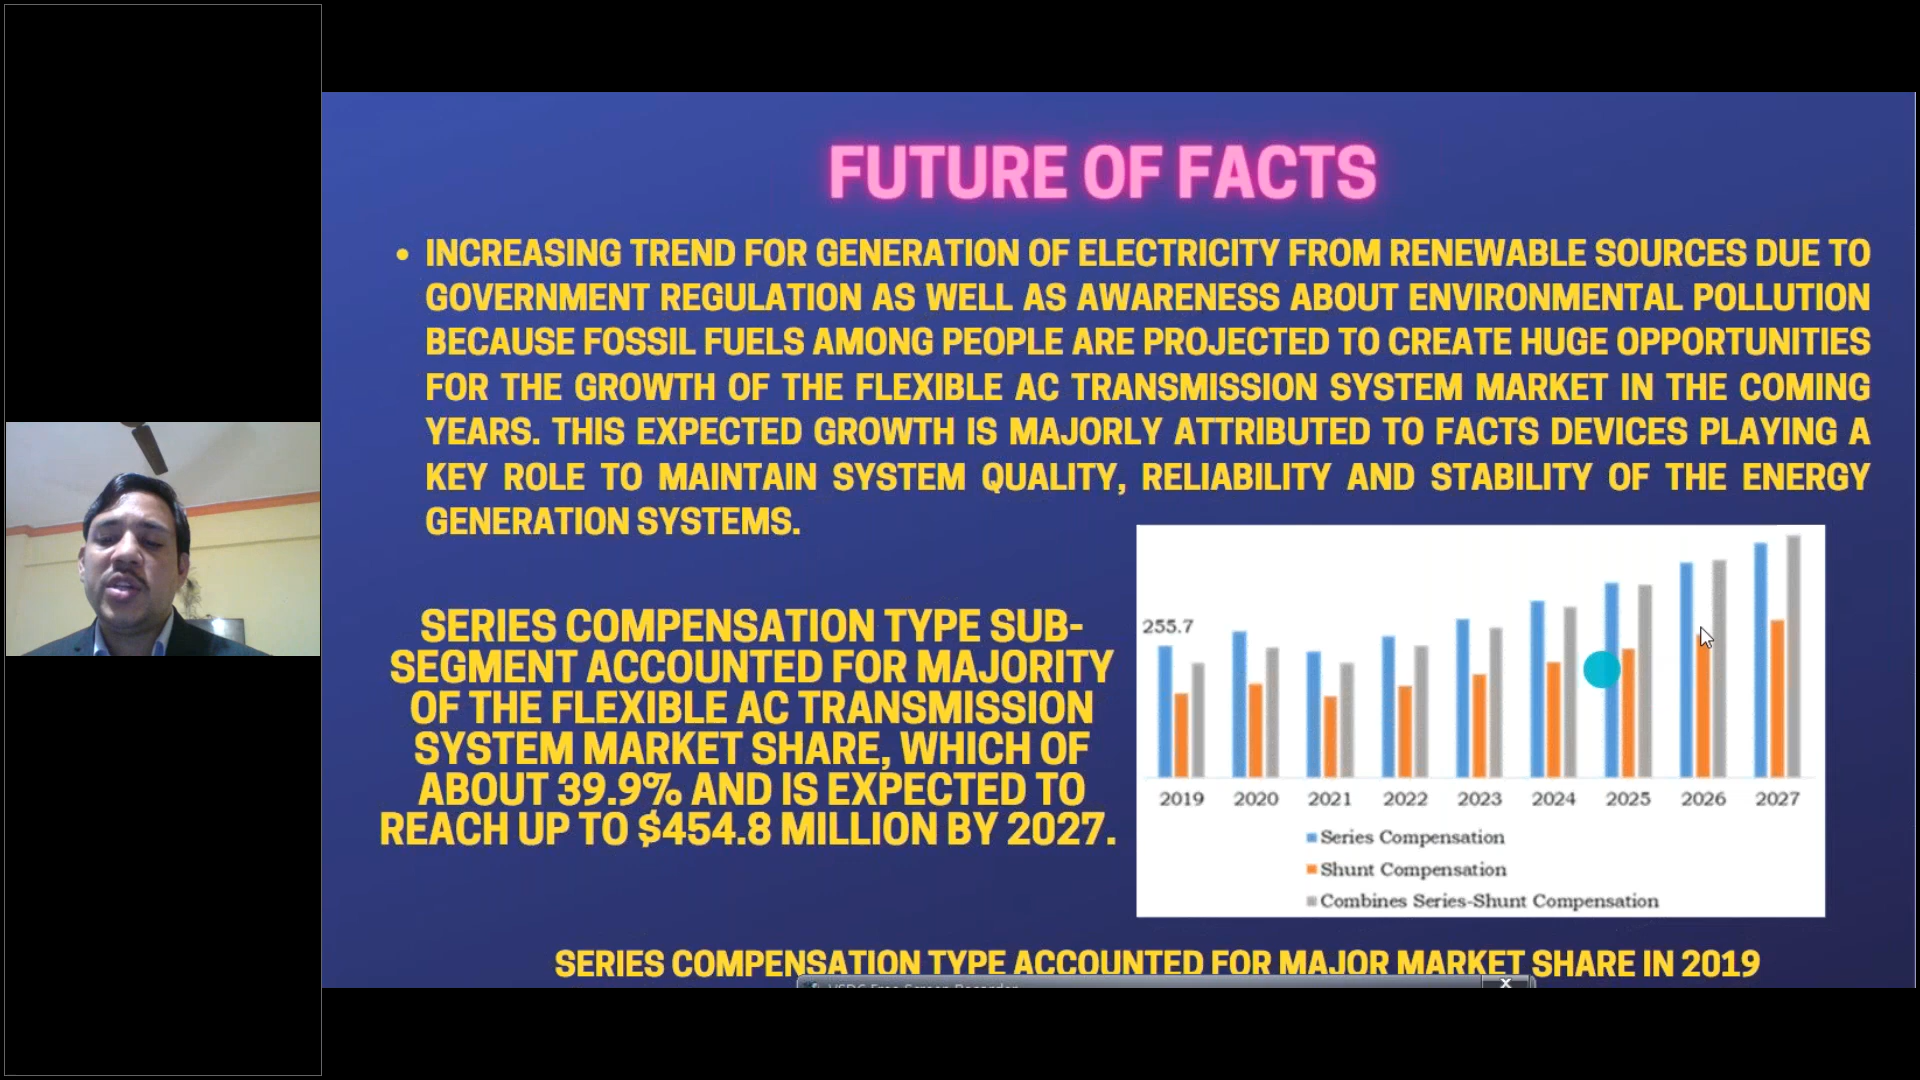 FUTURE OF FACTS
• INCREASING TREND FOR GENERATION OF ELECTRICITY FROM RENEWABLE SOURCES DUE TO
GOVERNMENT REGULATION AS WELL AS AWARENESS ABOUT ENVIRONMENTAL POLLUTION
BECAUSE FOSSIL FUELS AMONG PEOPLE ARE PROJECTED TO CREATE HUGE OPPORTUNITIES
FOR THE GROWTH OF THE FLEXIBLE AC TRANSMISSION SYSTEM MARKET IN THE COMING
YEARS. THIS EXPECTED GROWTH IS MAJORLY ATTRIBUTED TO FACTS DEVICES PLAYING A
KEY ROLE TO MAINTAIN SYSTEM QUALITY, RELIABILITY AND STABILITY OF THE ENERGY
GENERATION SYSTEMS.
SERIES COMPENSATION TYPE SUB-
SEGMENT ACCOUNTED FOR MAJORITY
OF THE FLEXIBLE AC TRANSMISSION
SYSTEM MARKET SHARE, WHICH OF
ABOUT 39.9% AND IS EXPECTED TO
REACH UP TO $454.8 MILLION BY 2027.
255.7
2019 2020 2021 2022 2023 2024 2025 2026 2027
Series Compensation
Shunt Compensation
Combines Series-Shunt Compensation
SERIES COMPENSATION TYPE ACCOUNTED FOR MAJOR MARKET SHARE IN 2019
VSDC Free Screen Recorder
X